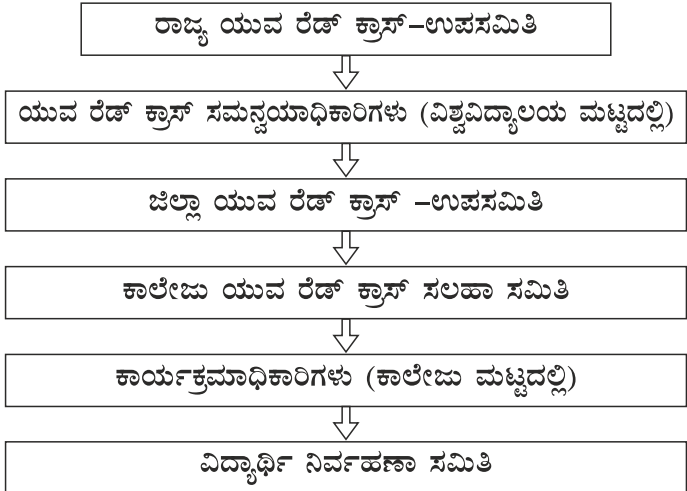 ರಾಜ್ಯ ಯುವ ರೆಡ್ ಕ್ರಾಸ್–ಉಪಸಮಿತಿ
ಯುವ ರೆಡ್ ಕ್ರಾಸ್ ಸಮನ್ವಯಾಧಿಕಾರಿಗಳು (ವಿಶ್ವವಿದ್ಯಾಲಯ ಮಟ್ಟದಲ್ಲಿ)
ಜಿಲ್ಲಾ ಯುವ ರೆಡ್ ಕ್ರಾಸ್ –ಉಪಸಮಿತಿ
ಕಾಲೇಜು ಯುವ ರೆಡ್ ಕ್ರಾಸ್ ಸಲಹಾ ಸಮಿತಿ
ಕಾರ್ಯಕ್ರಮಾಧಿಕಾರಿಗಳು (ಕಾಲೇಜು ಮಟ್ಟದಲ್ಲಿ)
ವಿದ್ಯಾರ್ಥಿ ನಿರ್ವಹಣಾ ಸಮಿತಿ